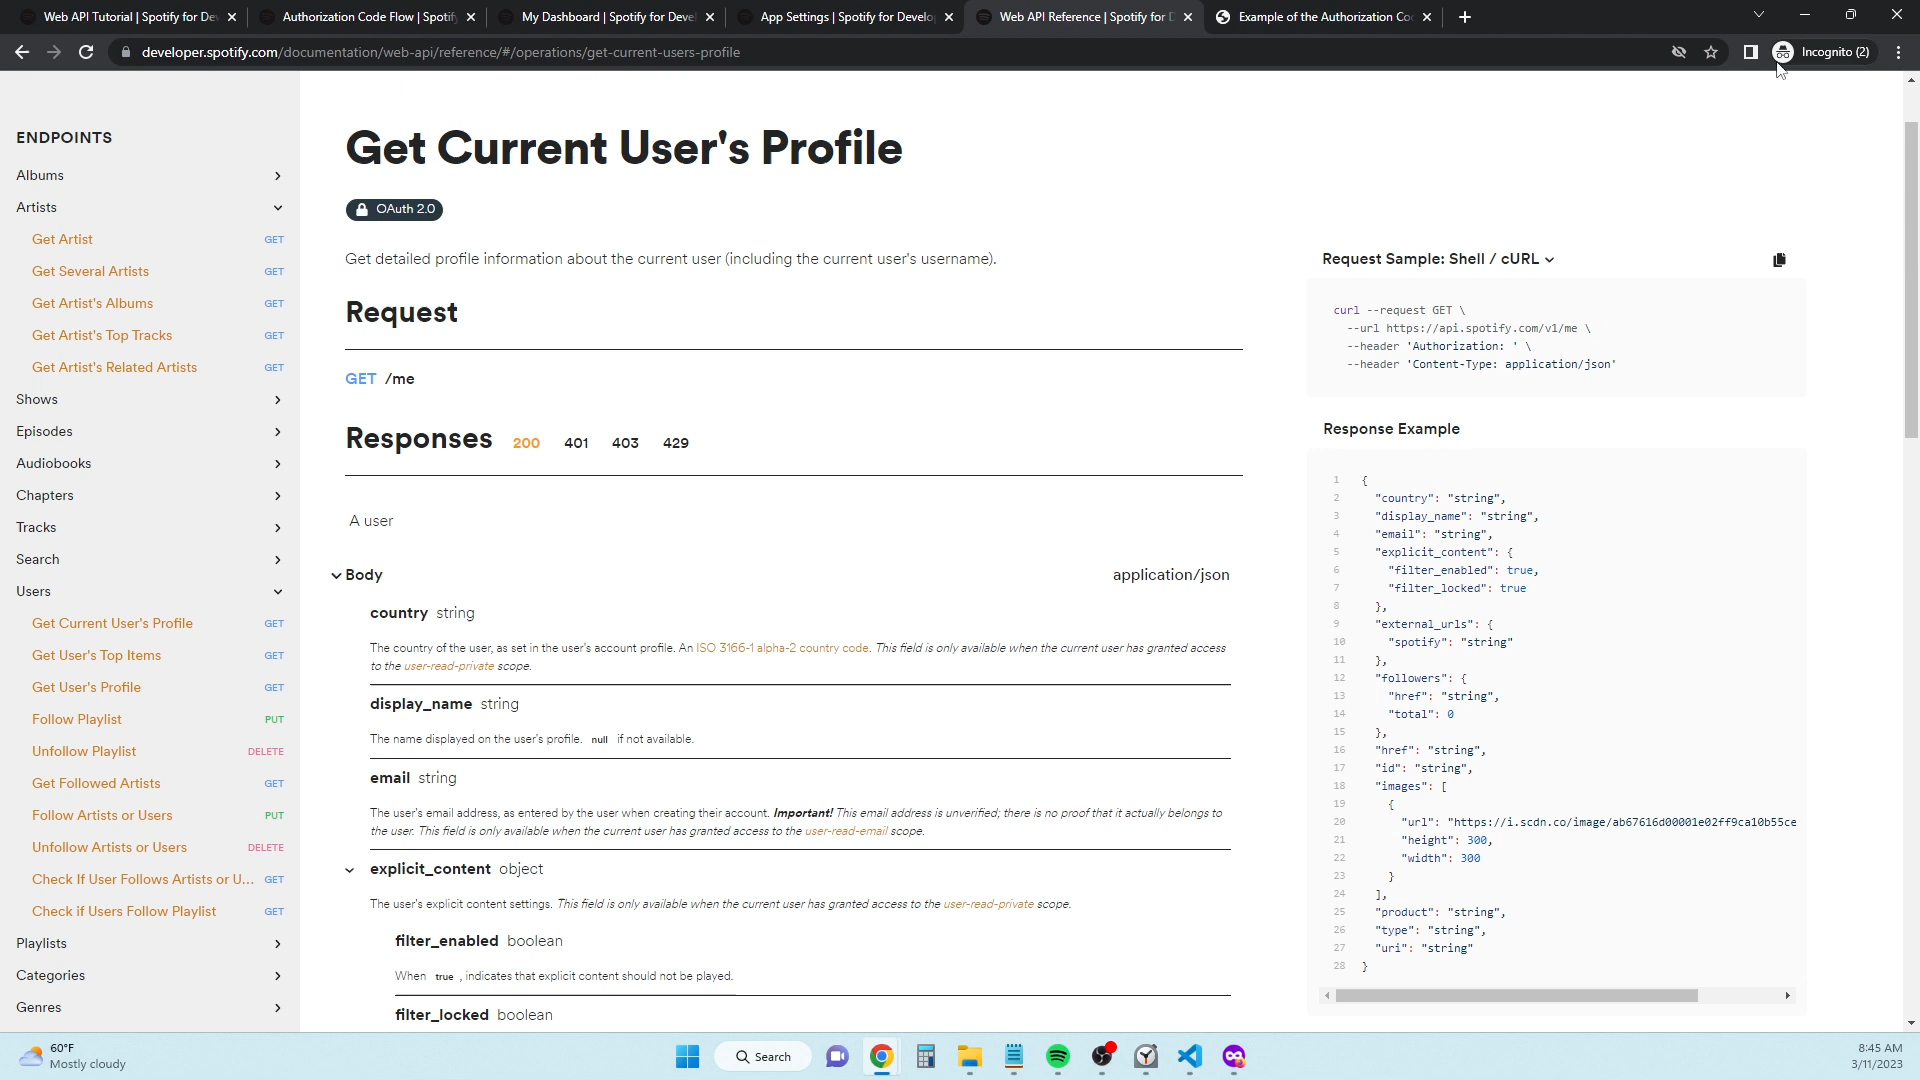 Web API Tutorial | Spotify for De
Authorization Code Flow | Spotif
My Dashboard | Spotify for Deve
App Settings | Spotify for Develo
Web API Reference | Spotify for D
Example of the Authorization Co
developer.spotify.com/documentation/web-api/reference/#/operations/get-current-users-profile
Incognito (2)
ENDPOINTS
Albums
Artists
Get Artist GET
Get Several Artists GET
Get Artist's Albums GET
Get Artist's Top Tracks GET
Get Artist's Related Artists GET
Shows
Episodes
Audiobooks
Chapters
Tracks
Search
Users
Get Current User's Profile GET
Get User's Top Items GET
Get User's Profile GET
Follow Playlist PUT
Unfollow Playlist DELETE
Get Followed Artists GET
Follow Artists or Users PUT
Unfollow Artists or Users DELETE
Check If User Follows Artists or U... GET
Check if Users Follow Playlist GET
Playlists
Categories
Genres
Get Current User's Profile
OAuth 2.0
Get detailed profile information about the current user (including the current user's username).
Request
GET /me
Responses 200 401 403 429
A user
Body application/json
country string
The country of the user, as set in the user's account profile. An ISO 3166-1 alpha-2 country code. This field is only available when the current user has granted access
to the user-read-private scope.
display_name string
The name displayed on the user's profile. null if not available.
email string
The user's email address, as entered by the user when creating their account. Important! This email address is unverified; there is no proof that it actually belongs to
the user. This field is only available when the current user has granted access to the user-read-email scope.
explicit_content object
The user's explicit content settings. This field is only available when the current user has granted access to the user-read-private scope.
filter_enabled boolean
When true , indicates that explicit content should not be played.
filter_locked boolean
Request Sample: Shell / cURL
curl --request GET \
--url https://api.spotify.com/v1/me \
--header 'Authorization: ' \
--header 'Content-Type: application/json'
Response Example
1 {
2 "country": "string",
3 "display_name": "string",
4 "email": "string",
5 "explicit_content": {
6 "filter_enabled": true,
7 "filter_locked": true
8 },
9 "external_urls": {
10 "spotify": "string"
11 },
12 "followers": {
13 "href": "string",
14 "total": 0
15 },
16 "href": "string",
17 "id": "string",
18 "images": [
19 {
20 "url": "https://i.scdn.co/image/ab67616d00001e02ff9ca10b55ce
21 "height": 300,
22 "width": 300
23 }
24 ],
25 "product": "string",
26 "type": "string",
27 "uri": "string"
28 }
60°F
Mostly cloudy
Search
8:45 AM
3/11/2023